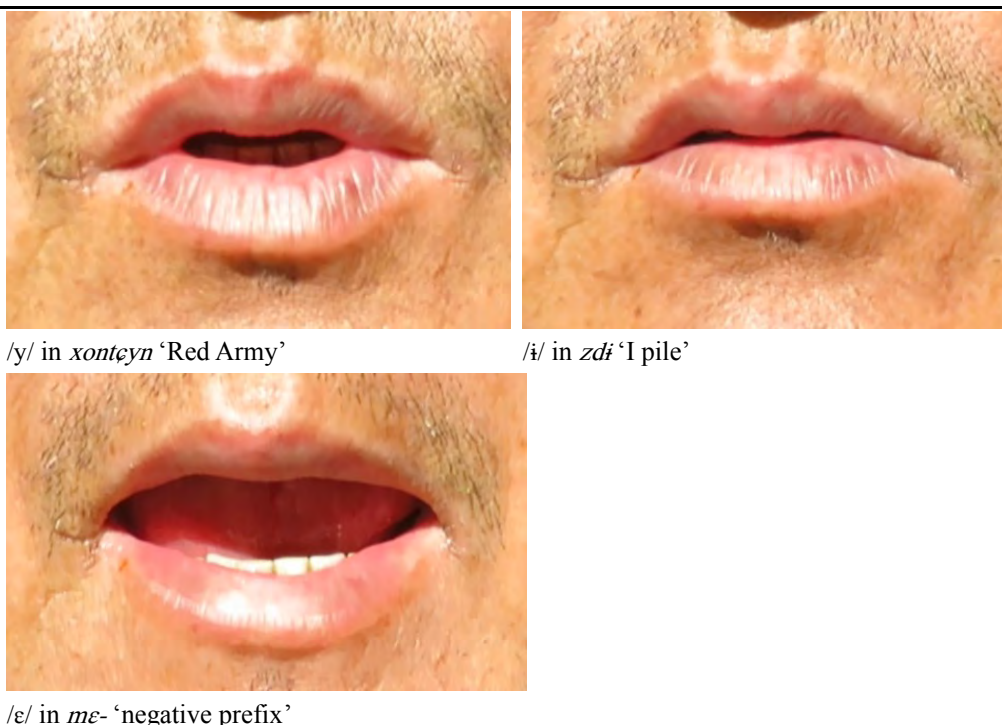 /y/ in xontɕyn ‘Red Army’
/ɨ/ in zdɨ ‘I pile’
/ɛ/ in mɛ- ‘negative prefix’